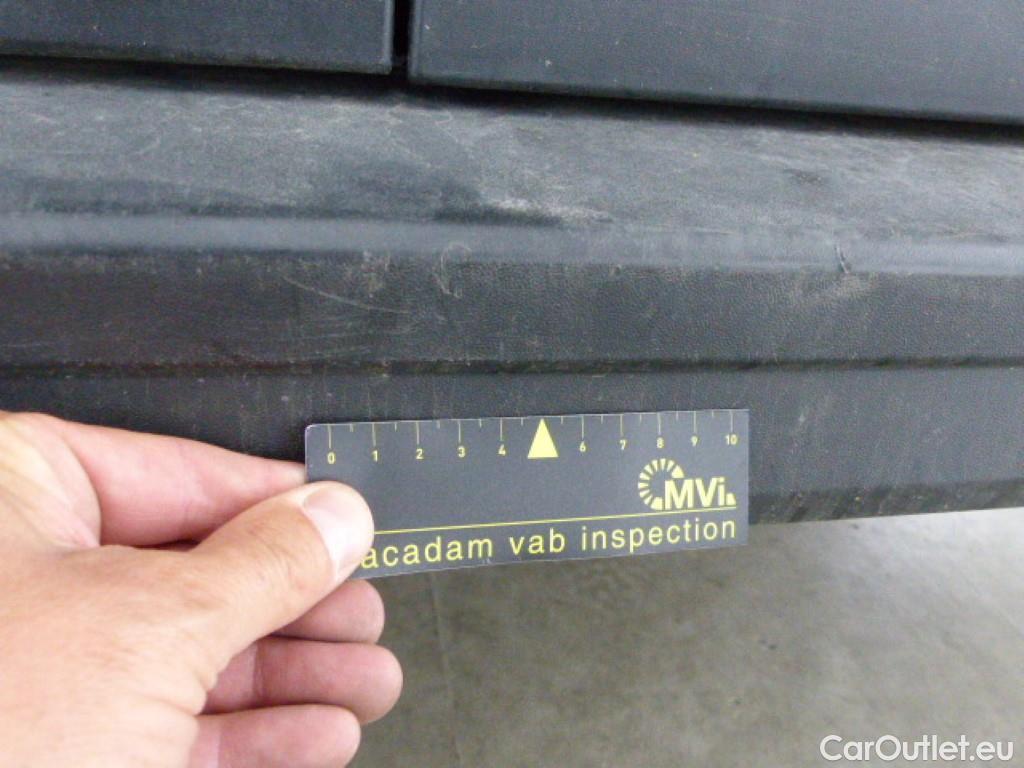 0 1 2 3 4 6 7 8 9 10
MVi.
acadam vab inspection
CarOutlet.eu